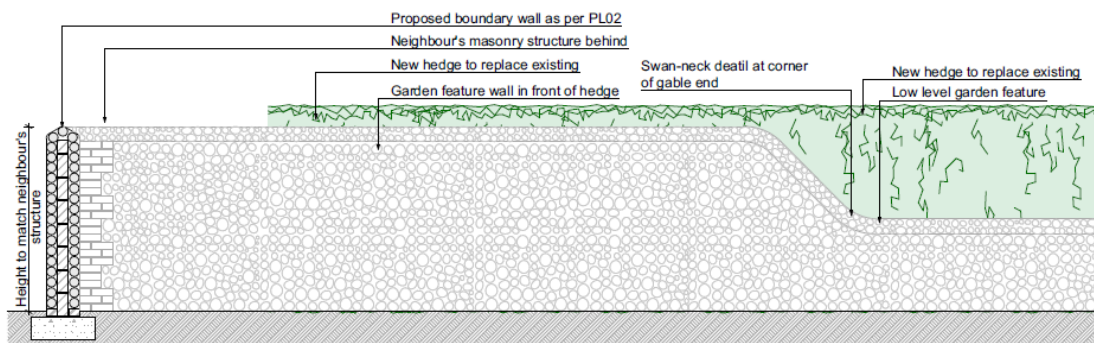 Proposed boundary wall as per PL02
Neighbour's masonry structure behind
New hedge to replace existing
Garden feature wall in front of hedge
Swan-neck deatil at corner
of gable end
New hedge to replace existing
Low level garden feature
Height to match neighbour's
structure